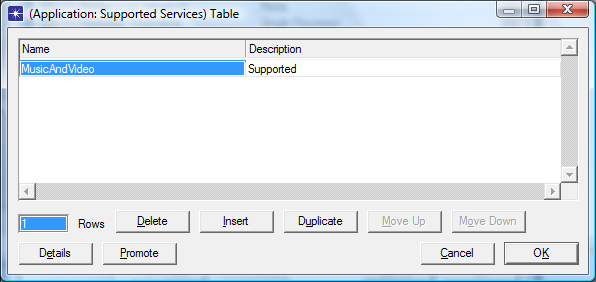 (Application: Supported Services) Table
Name Description
MusicAndVideo Supported
1 Rows Delete Insert Duplicate Move Up Move Down
Details Promote Cancel OK